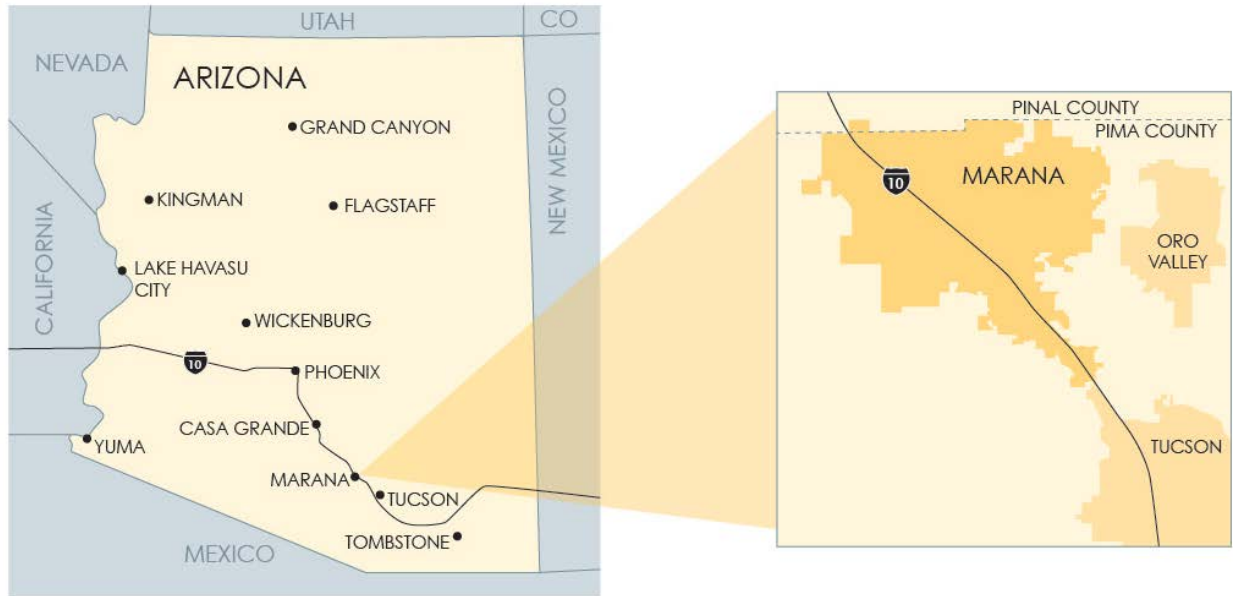 UTAH
CO
NEVADA
ARIZONA
GRAND CANYON
KINGMAN
FLAGSTAFF
NEW MEXICO
CALIFORNIA
LAKE HAVASU
CITY
WICKENBURG
10
PHOENIX
CASA GRANDE
YUMA
MARANA
TUCSON
TOMBSTONE
MEXICO
PINAL COUNTY
PIMA COUNTY
MARANA
10
ORO
VALLEY
TUCSON